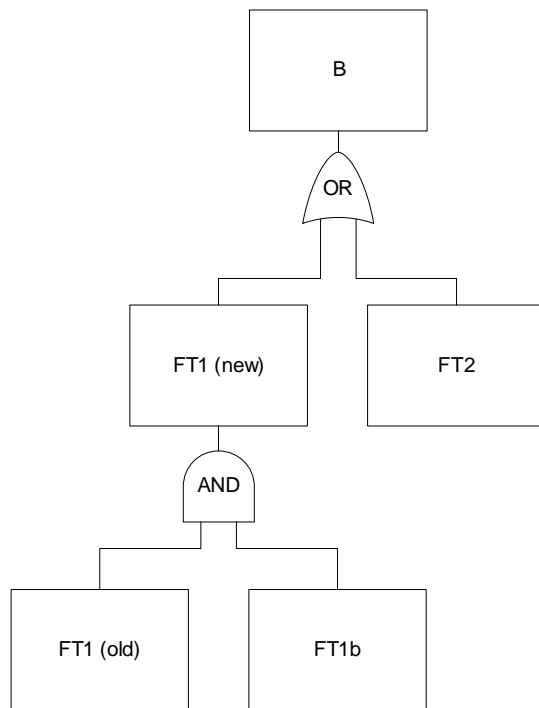 B
OR
FT1 (new)
FT2
AND
FT1 (old)
FT1b